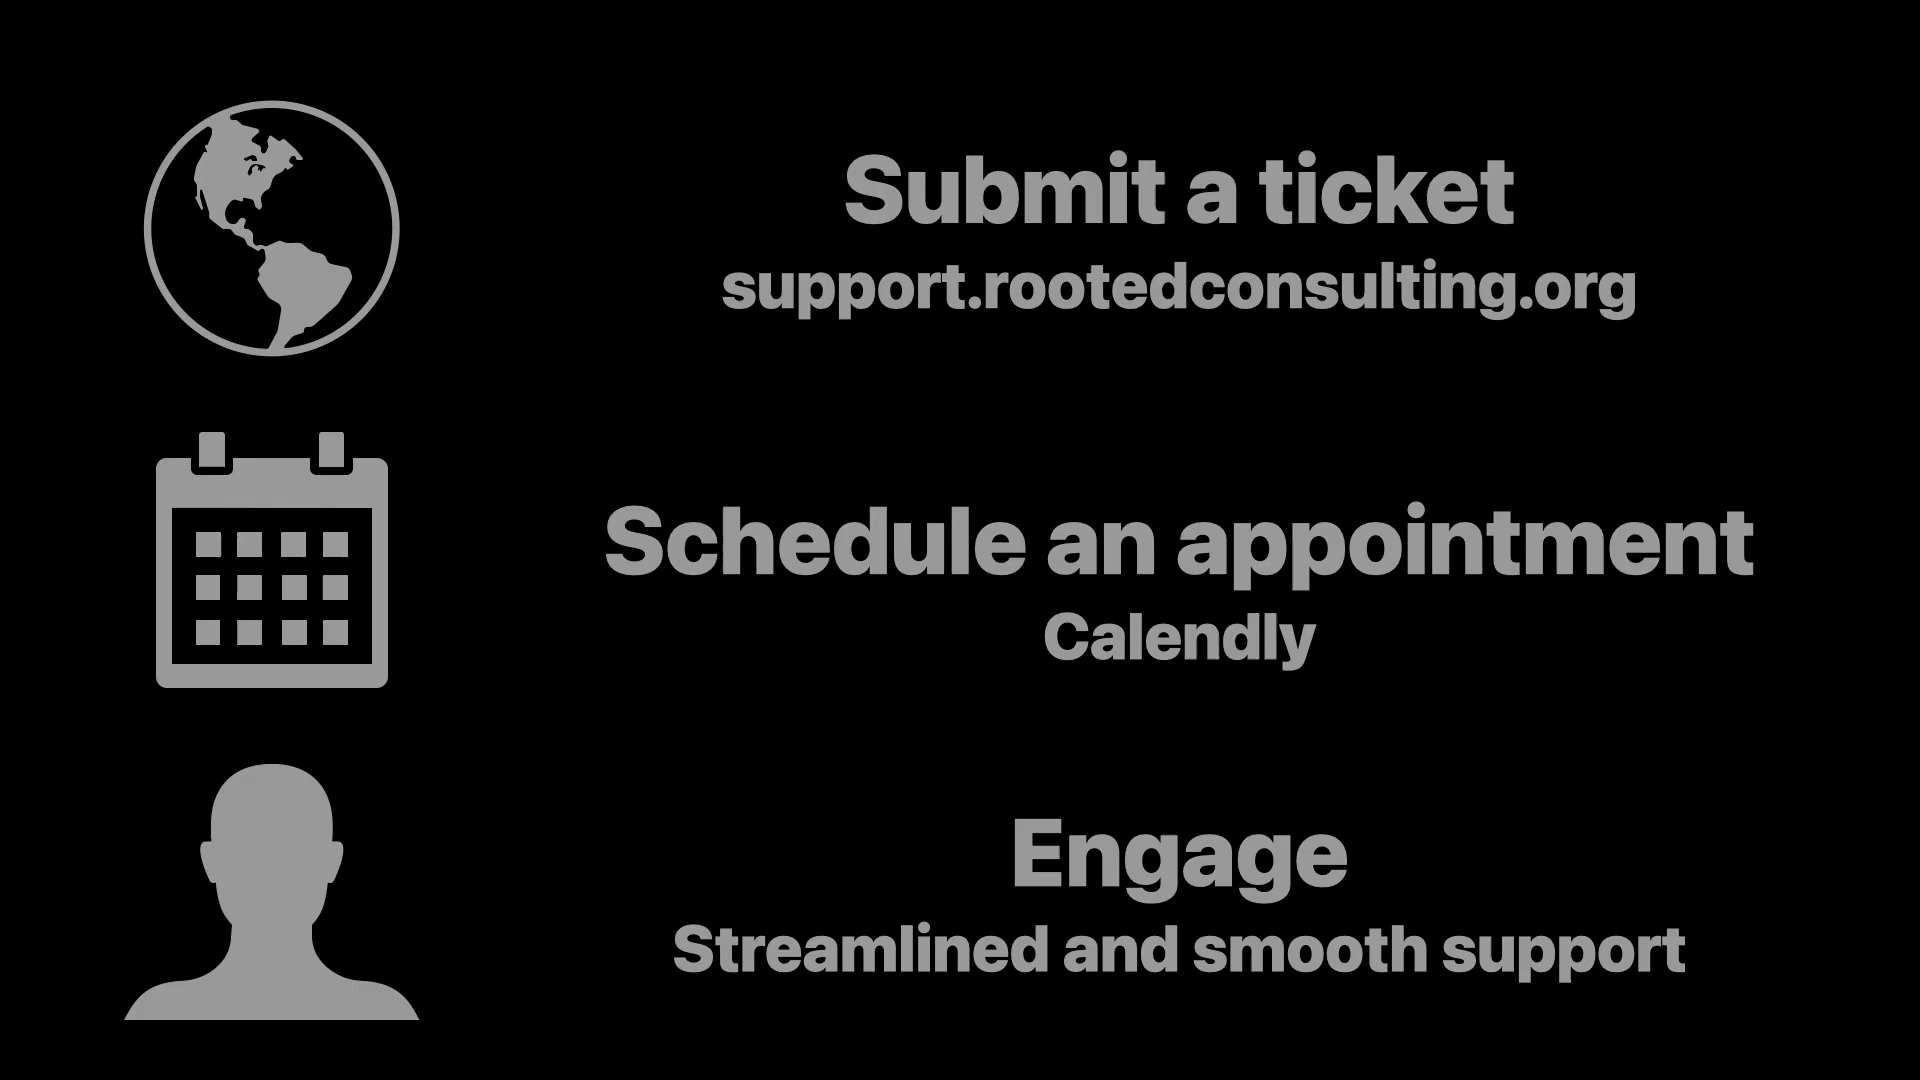 Submit a ticket
support.rootedconsulting.org
Schedule an appointment
Calendly
Engage
Streamlined and smooth support